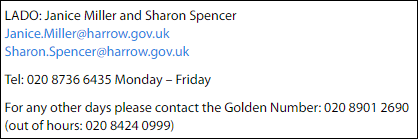 LADO: Janice Miller and Sharon Spencer
Janice.Miller@harrow.gov.uk
Sharon.Spencer@harrow.gov.uk
Tel: 020 8736 6435 Monday – Friday
For any other days please contact the Golden Number: 020 8901 2690
(out of hours: 020 8424 0999)